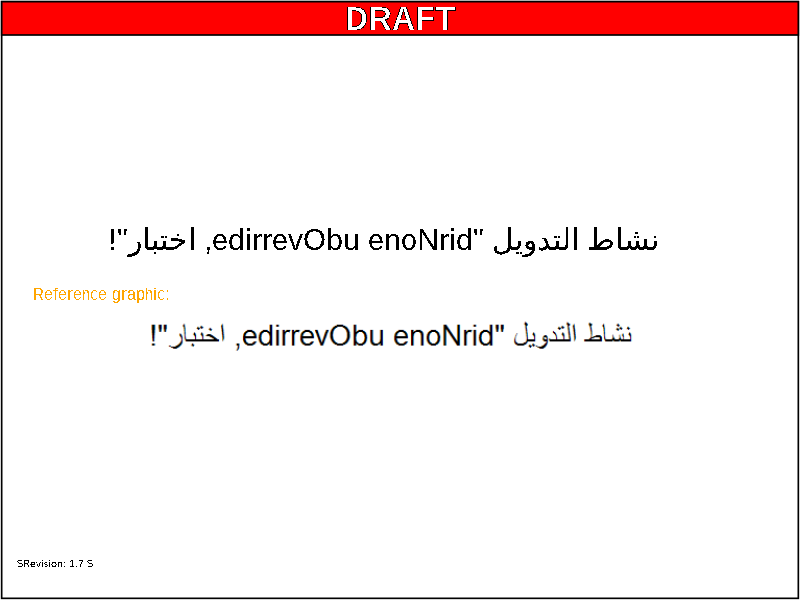 DRAFT
نشاط التدويل "edirrevObu enoNrid, اختبار"!
Reference graphic:
نشاط التدويل "edirrevObu enoNrid, اختبار"!
SRevision: 1.7 S